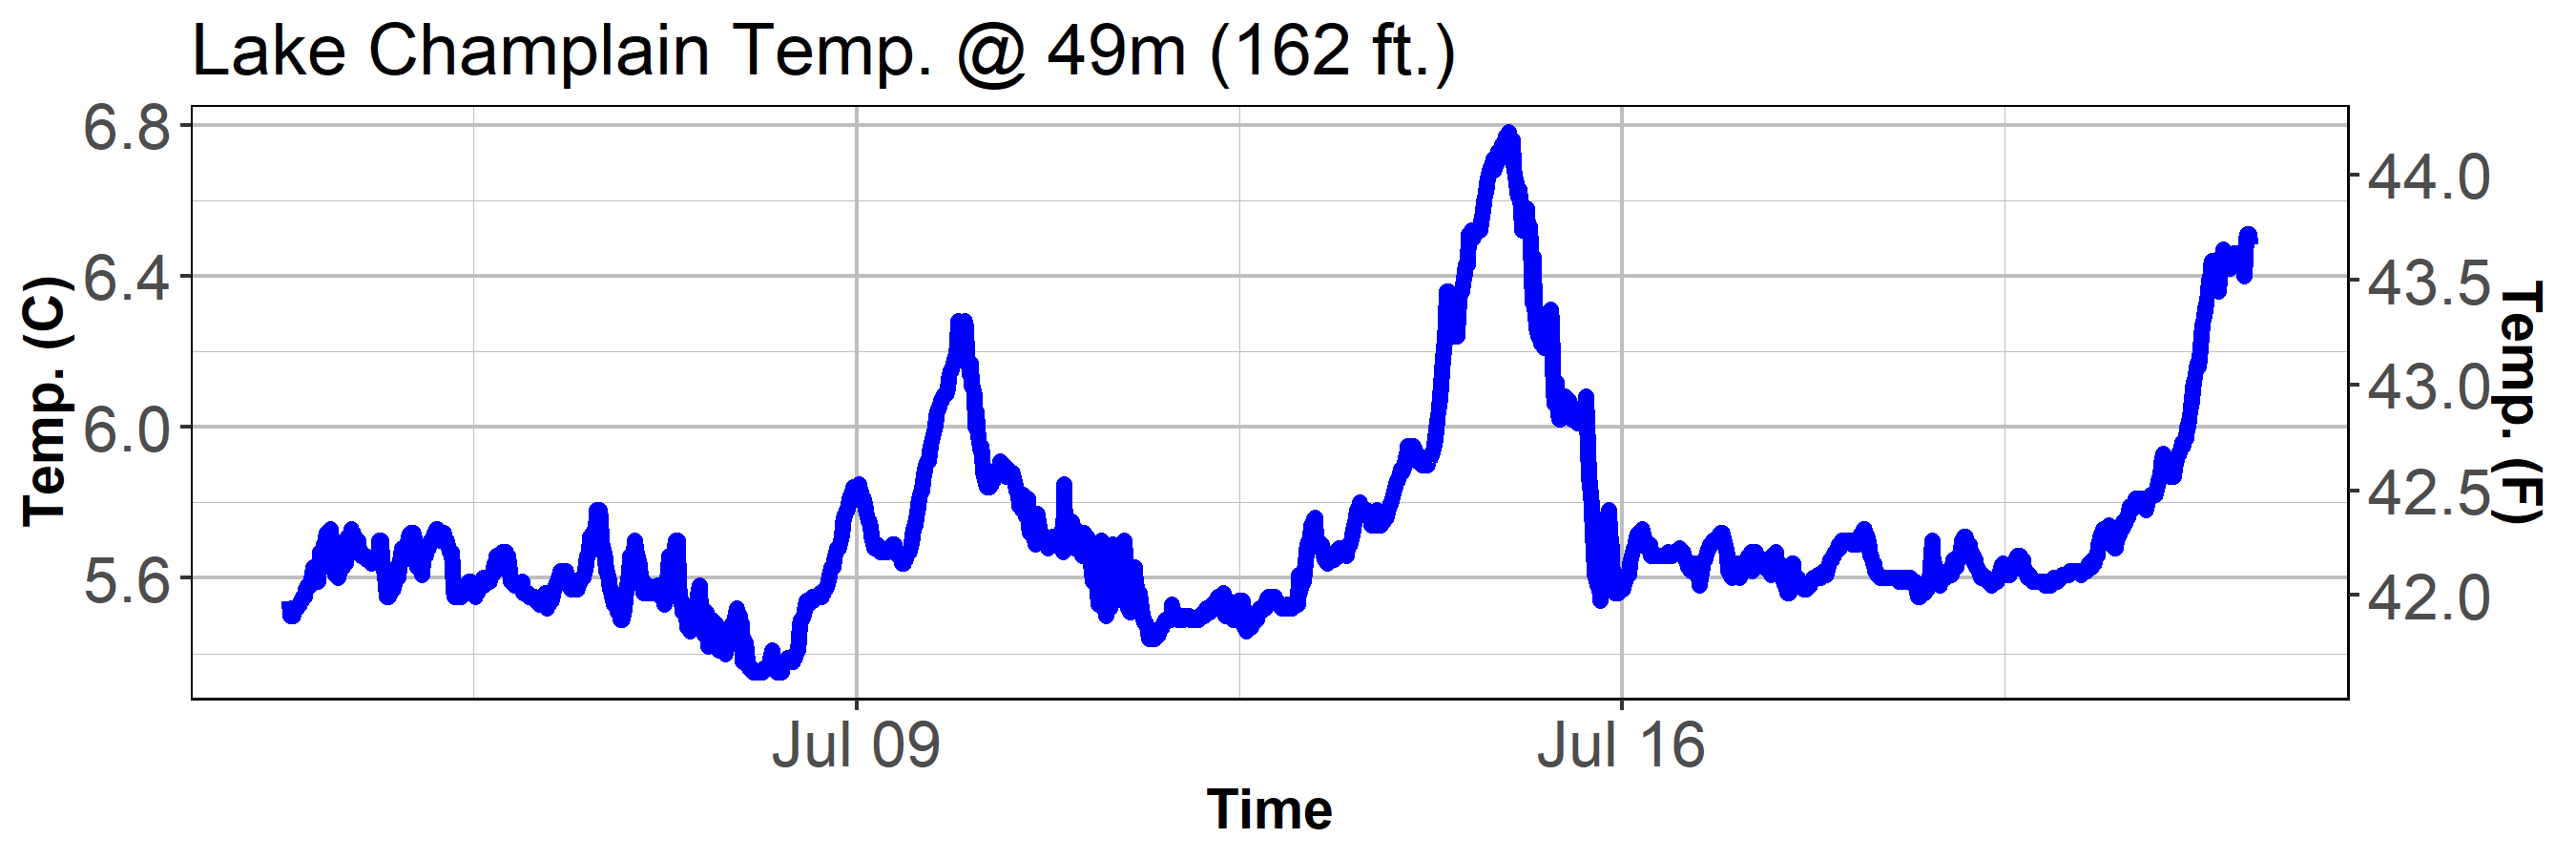 Lake Champlain Temp. @ 49m (162 ft.)
Temp. (C)
6.8
6.4
6.0
5.6
44.0
43.5
43.0
42.5
42.0
Temp. (F)
Jul 09
Jul 16
Time